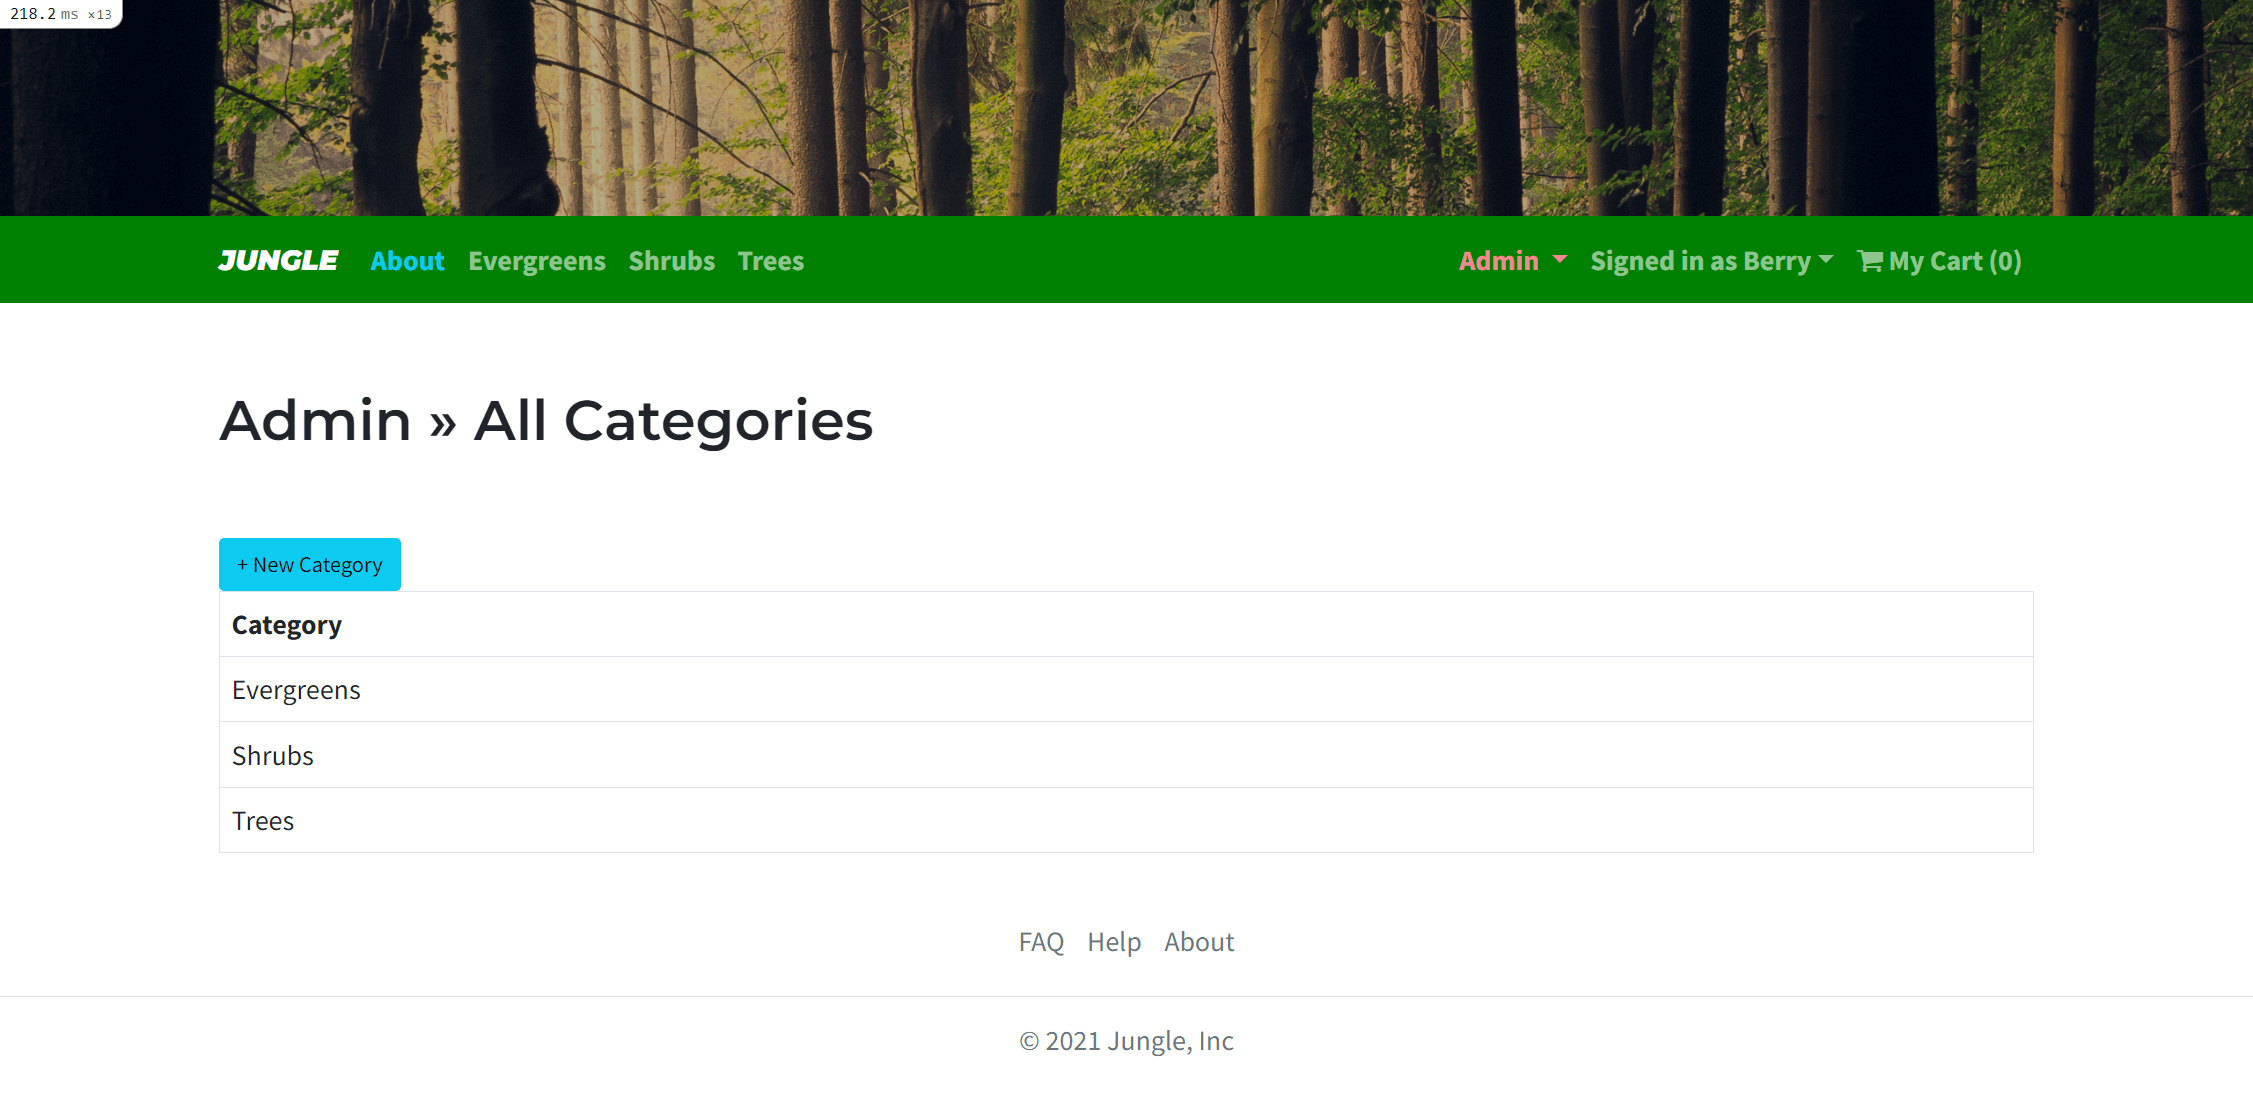 218.2 ms ×13
JUNGLE About Evergreens Shrubs Trees Admin Signed in as Berry My Cart (0)
Admin » All Categories
+ New Category
Category
Evergreens
Shrubs
Trees
FAQ Help About
© 2021 Jungle, Inc